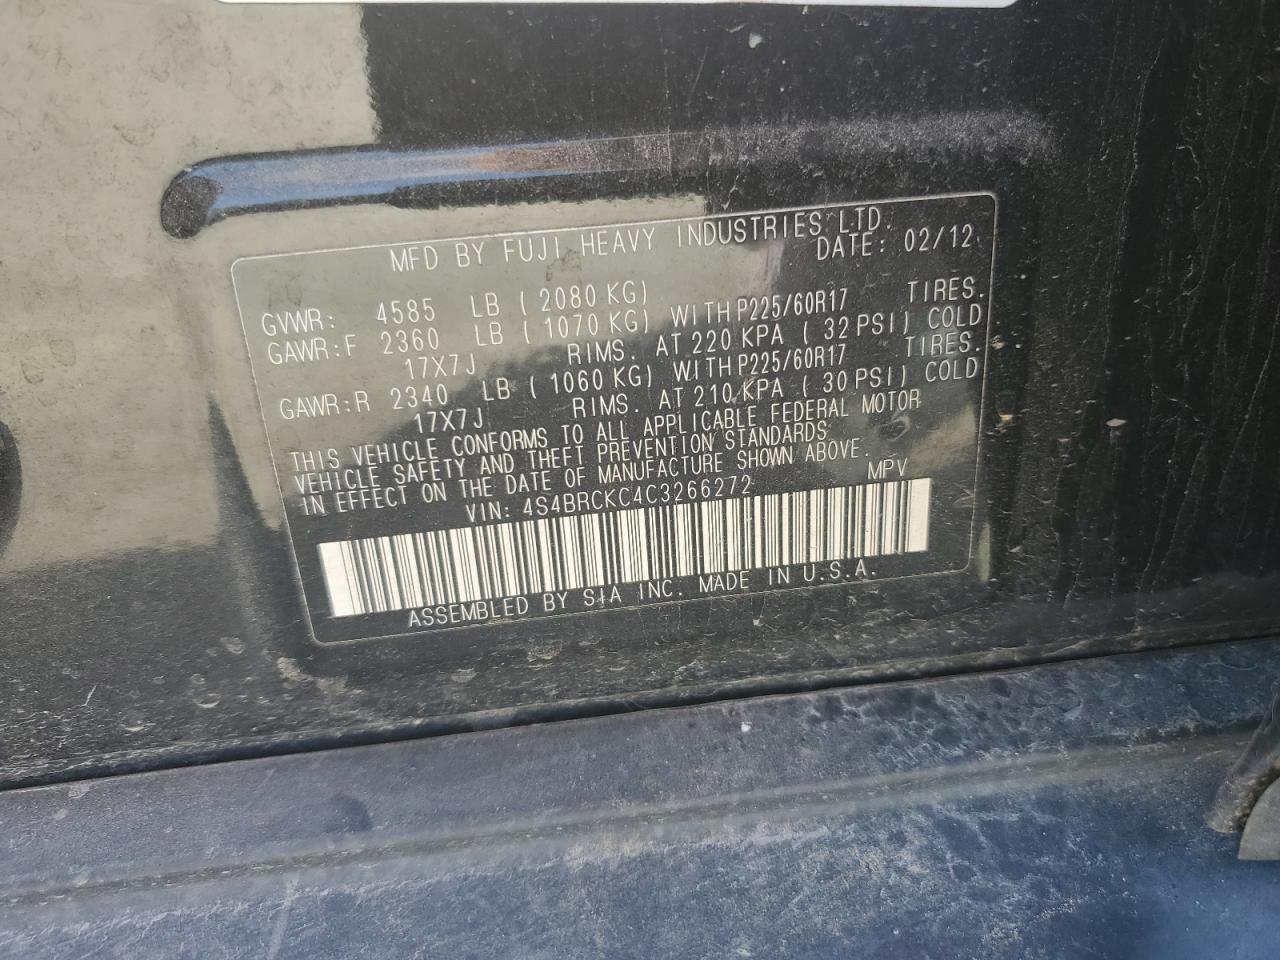 MFD BY FUJI HEAVY INDUSTRIES LTD.
DATE: 02/12
GVWR: 4585 LB ( 2080 KG)
GAWR:F 2360 LB ( 1070 KG) WITH P225/60R17 TIRES.
17X7J RIMS. AT 220 KPA ( 32 PSI) COLD
GAWR:R 2340 LB ( 1060 KG) WITH P225/60R17 TIRES.
17X7J RIMS. AT 210 KPA ( 30 PSI) COLD
THIS VEHICLE CONFORMS TO ALL APPLICABLE FEDERAL MOTOR
VEHICLE SAFETY AND THEFT PREVENTION STANDARDS
IN EFFECT ON THE DATE OF MANUFACTURE SHOWN ABOVE.
VIN: 4S4BRCKC4C3266272 MPV
ASSEMBLED BY SIA INC. MADE IN U.S.A.